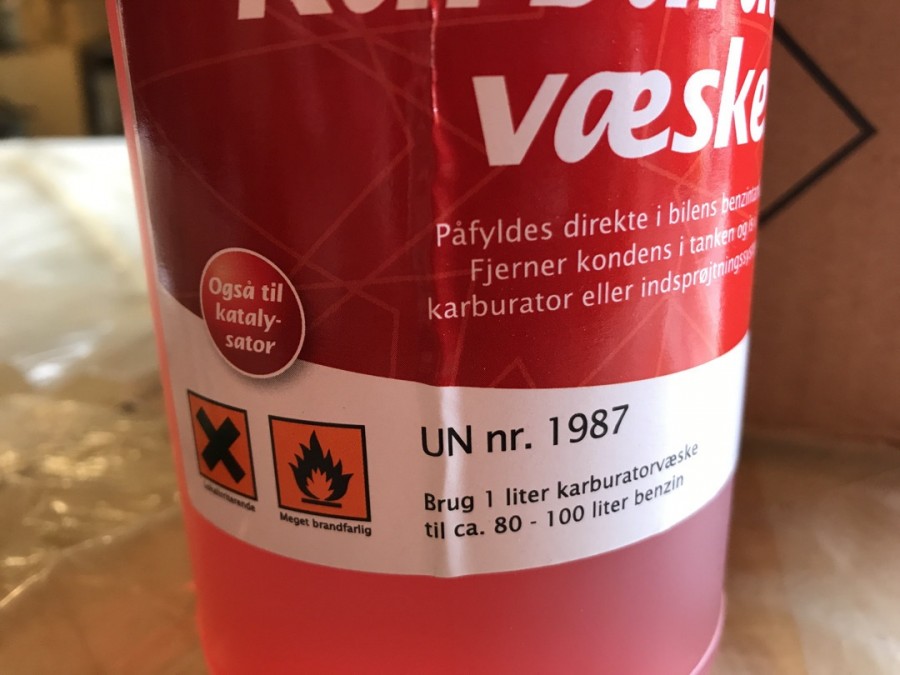 væske
Påfyldes direkte i bilens
Fjerner kondens i tanken og
karburator eller
Også til
kataly-
sator
UN nr. 1987
Brug 1 liter karburatorvæske
til ca. 80 - 100 liter benzin
Lokalirriterende
Meget brandfarlig